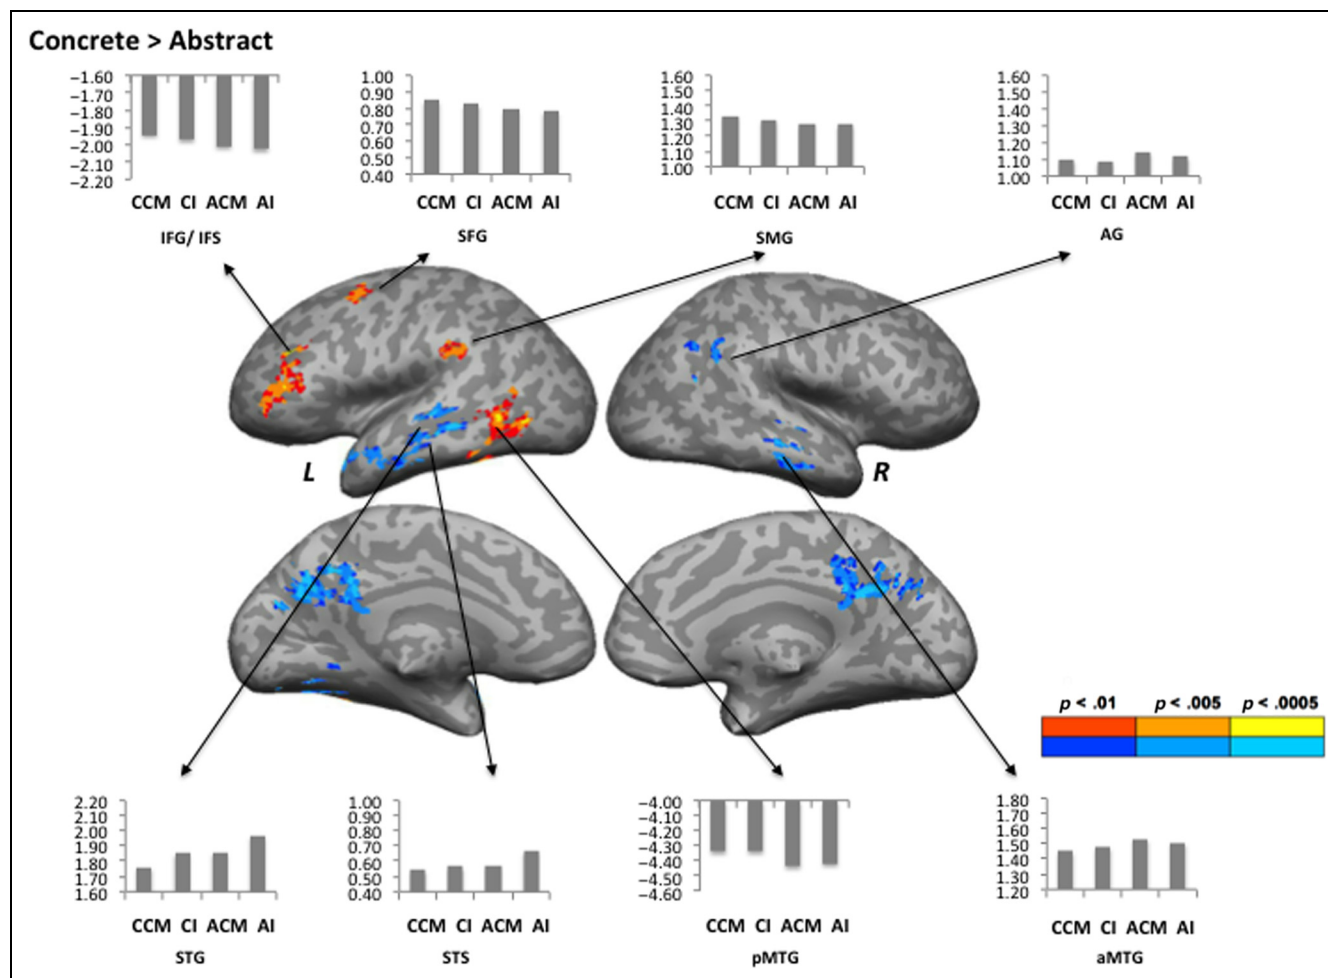 Concrete > Abstract
−1.60
−1.70
−1.80
−1.90
−2.00
−2.10
−2.20
CCM CI ACM AI
IFG/ IFS
1.00
0.90
0.80
0.70
0.60
0.50
0.40
CCM CI ACM AI
SFG
1.60
1.50
1.40
1.30
1.20
1.10
1.00
CCM CI ACM AI
SMG
1.60
1.50
1.40
1.30
1.20
1.10
1.00
CCM CI ACM AI
AG
L
R
p < .01 p < .005 p < .0005
2.20
2.10
2.00
1.90
1.80
1.70
1.60
CCM CI ACM AI
STG
1.00
0.90
0.80
0.70
0.60
0.50
0.40
CCM CI ACM AI
STS
−4.00
−4.10
−4.20
−4.30
−4.40
−4.50
−4.60
CCM CI ACM AI
pMTG
1.80
1.70
1.60
1.50
1.40
1.30
1.20
CCM CI ACM AI
aMTG